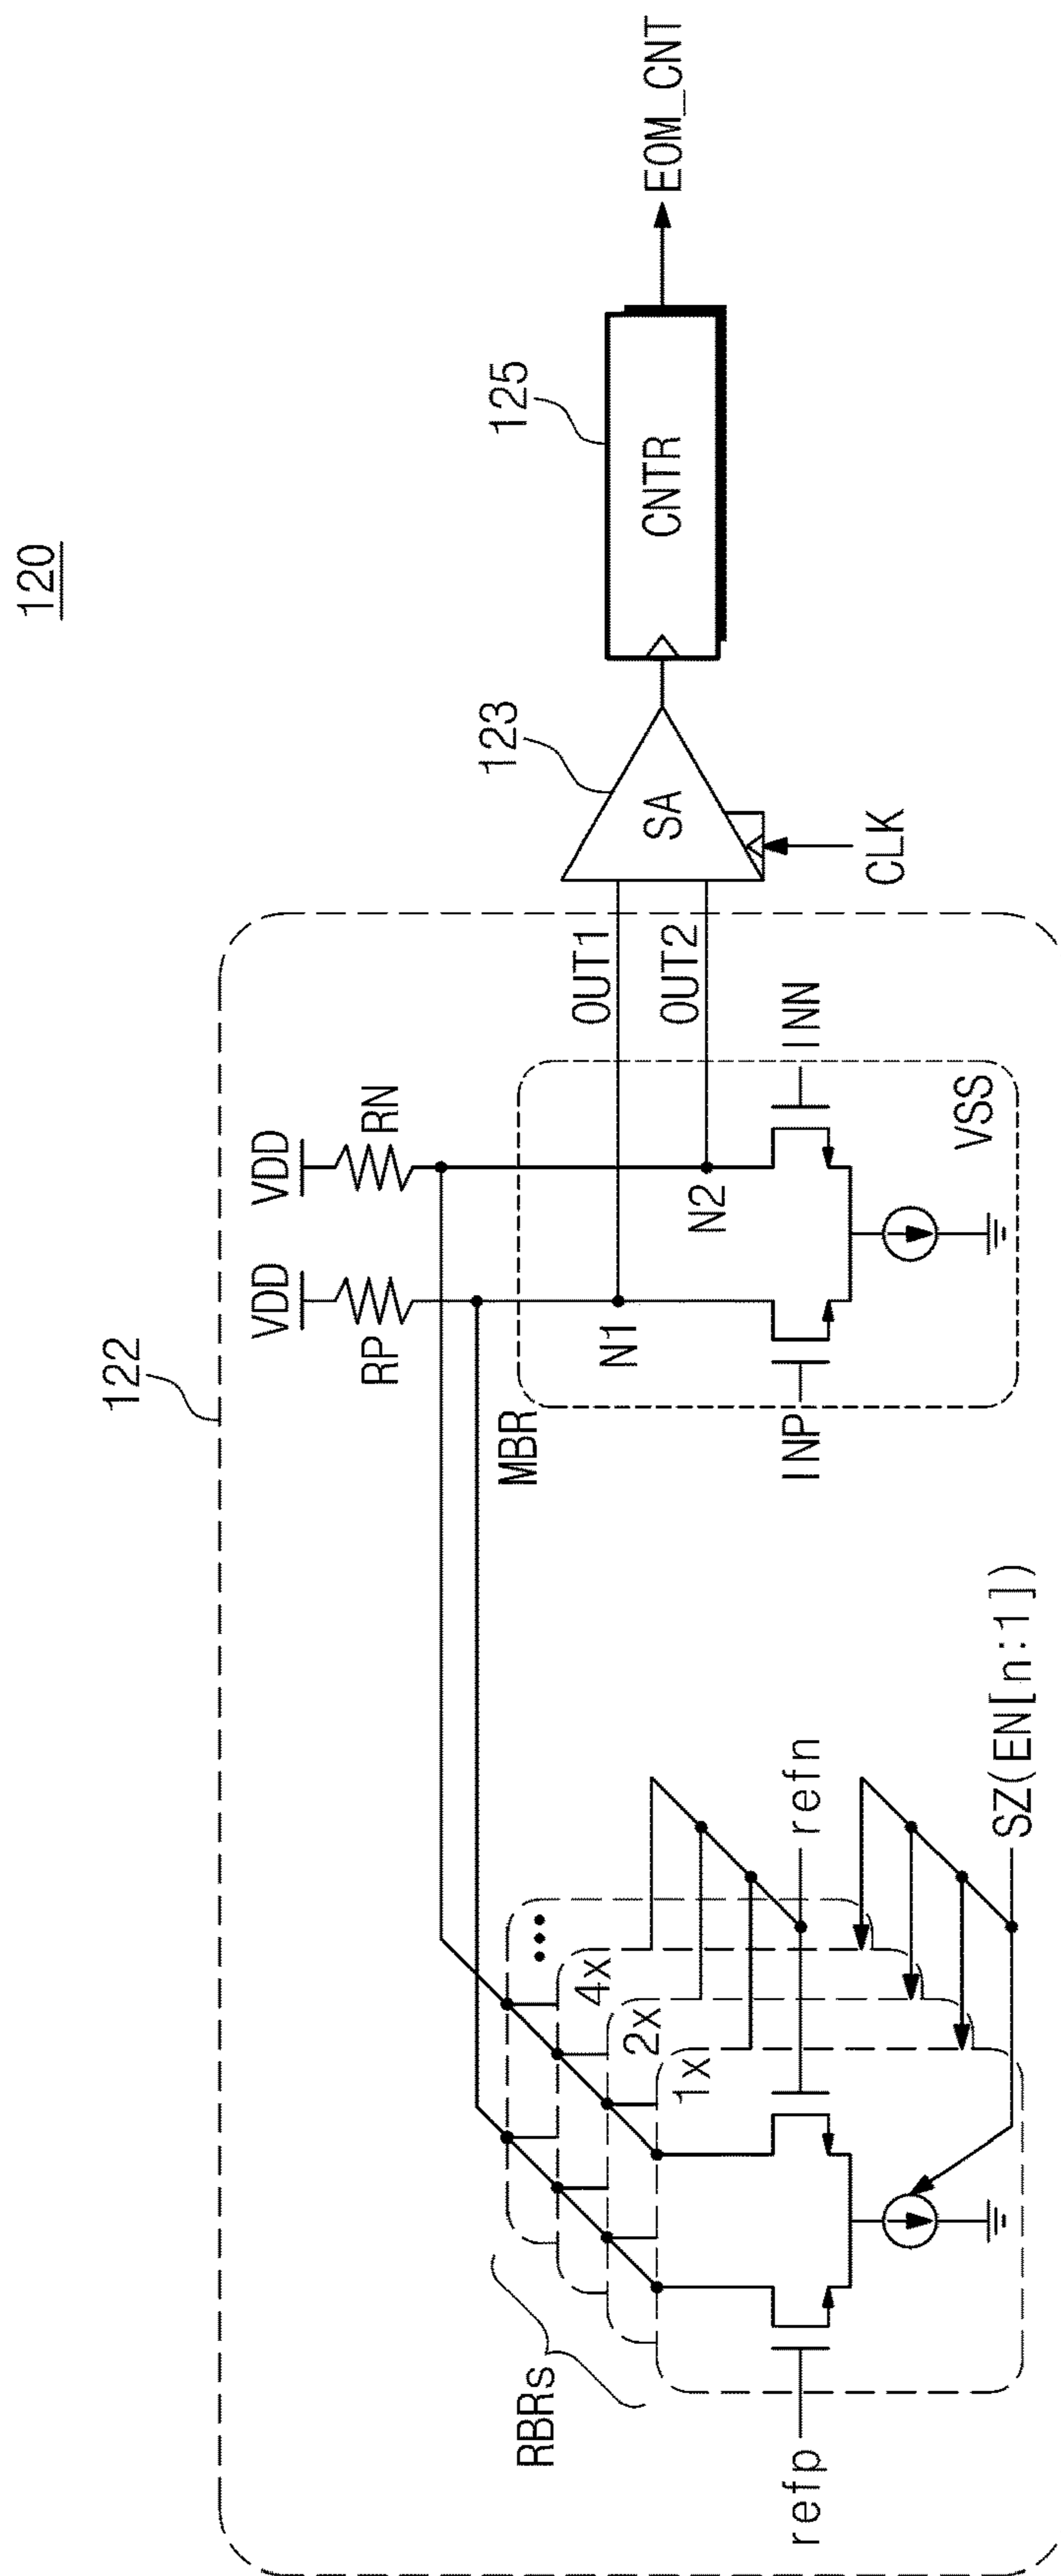 120
122
VDD
VDD
RP
RN
MBR
N1
N2
OUT1
OUT2
INP
INN
VSS
123
SA
CLK
125
CNTR
EOM_CNT
RBRs
1x
2x
4x
...
refp
refn
SZ(EN[n:1])